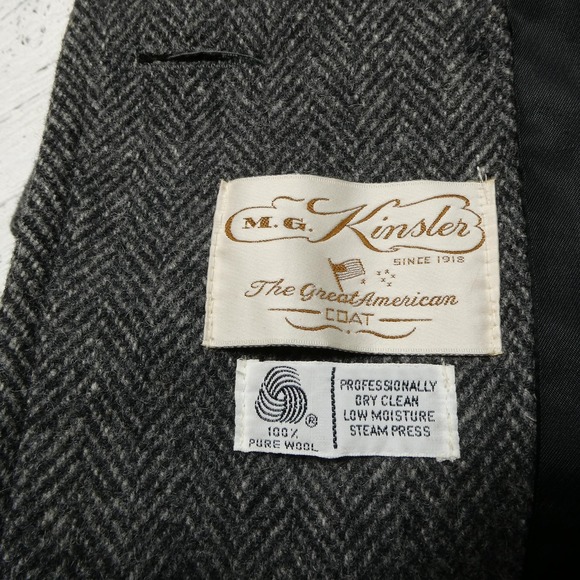 M.G. Kinsler
SINCE 1918
The Great American
COAT
®
100%
PURE WOOL
PROFESSIONALLY
DRY CLEAN
LOW MOISTURE
STEAM PRESS